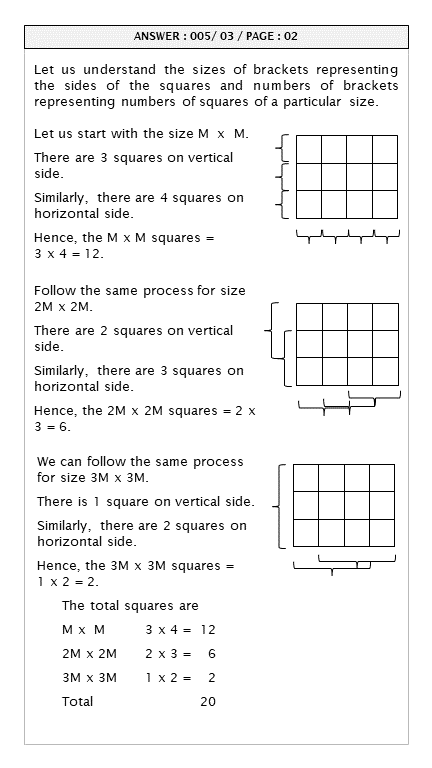 ANSWER : 005/ 03 / PAGE : 02
Let us understand the sizes of brackets representing
the sides of the squares and numbers of brackets
representing numbers of squares of a particular size.
Let us start with the size M x M.
There are 3 squares on vertical
side.
Similarly, there are 4 squares on
horizontal side.
Hence, the M x M squares =
3 x 4 = 12.
Follow the same process for size
2M x 2M.
There are 2 squares on vertical
side.
Similarly, there are 3 squares on
horizontal side.
Hence, the 2M x 2M squares = 2 x
3 = 6.
We can follow the same process
for size 3M x 3M.
There is 1 square on vertical side.
Similarly, there are 2 squares on
horizontal side.
Hence, the 3M x 3M squares =
1 x 2 = 2.
The total squares are
M x M 3 x 4 = 12
2M x 2M 2 x 3 = 6
3M x 3M 1 x 2 = 2
Total 20